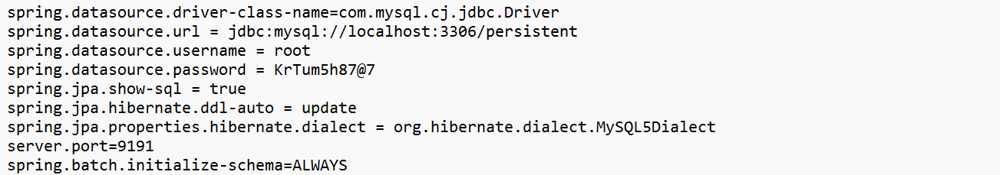 spring.datasource.driver-class-name=com.mysql.cj.jdbc.Driver
spring.datasource.url = jdbc:mysql://localhost:3306/persistent
spring.datasource.username = root
spring.datasource.password = KrTum5h87@7
spring.jpa.show-sql = true
spring.jpa.hibernate.ddl-auto = update
spring.jpa.properties.hibernate.dialect = org.hibernate.dialect.MySQL5Dialect
server.port=9191
spring.batch.initialize-schema=ALWAYS